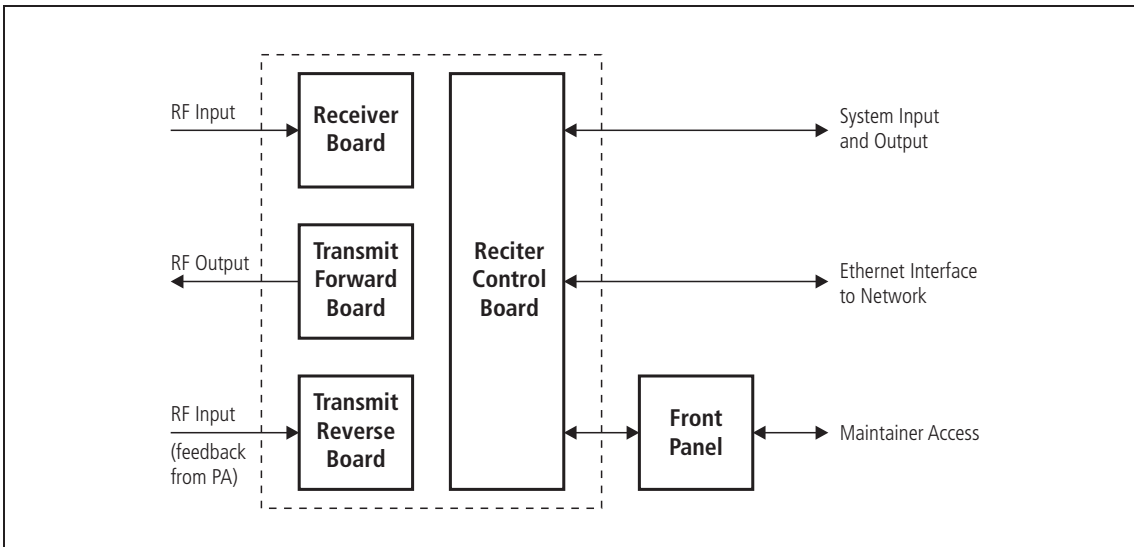 RF Input
Receiver
Board
System Input
and Output
RF Output
Transmit
Forward
Board
Reciter
Control
Board
Ethernet Interface
to Network
RF Input
(feedback
from PA)
Transmit
Reverse
Board
Front
Panel
Maintainer Access